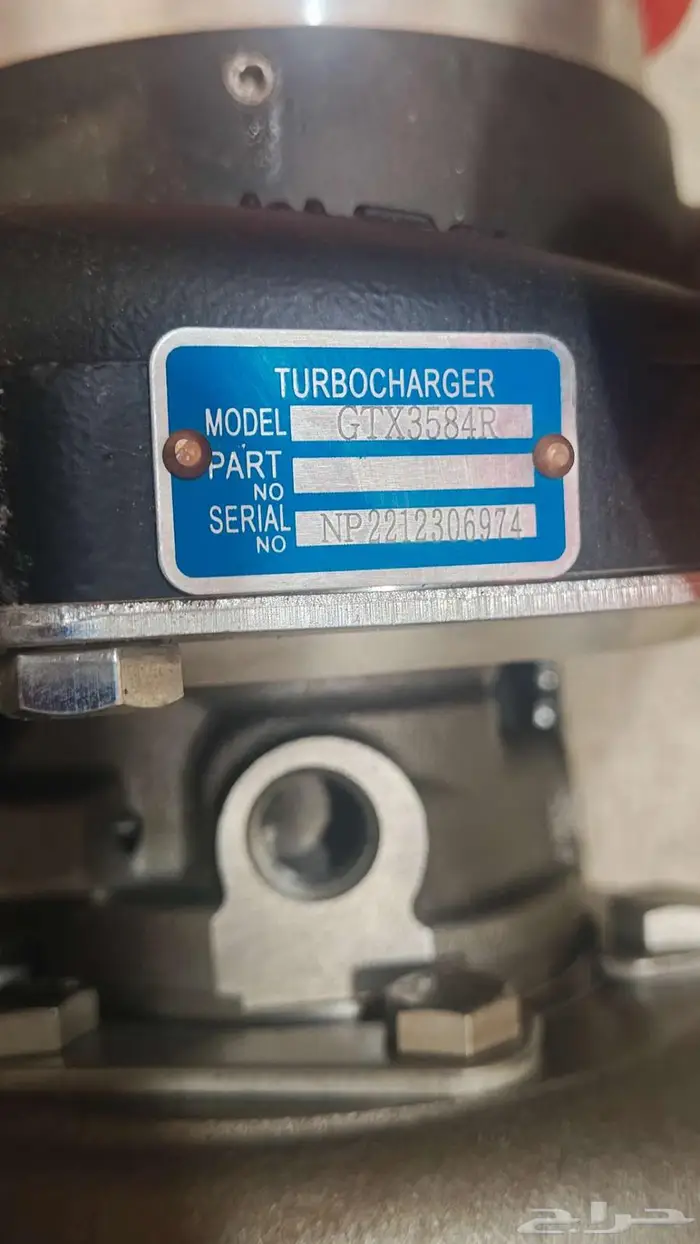 TURBOCHARGER
MODEL GTX3584R
PART NO
SERIAL NO NP2212306974
حراج